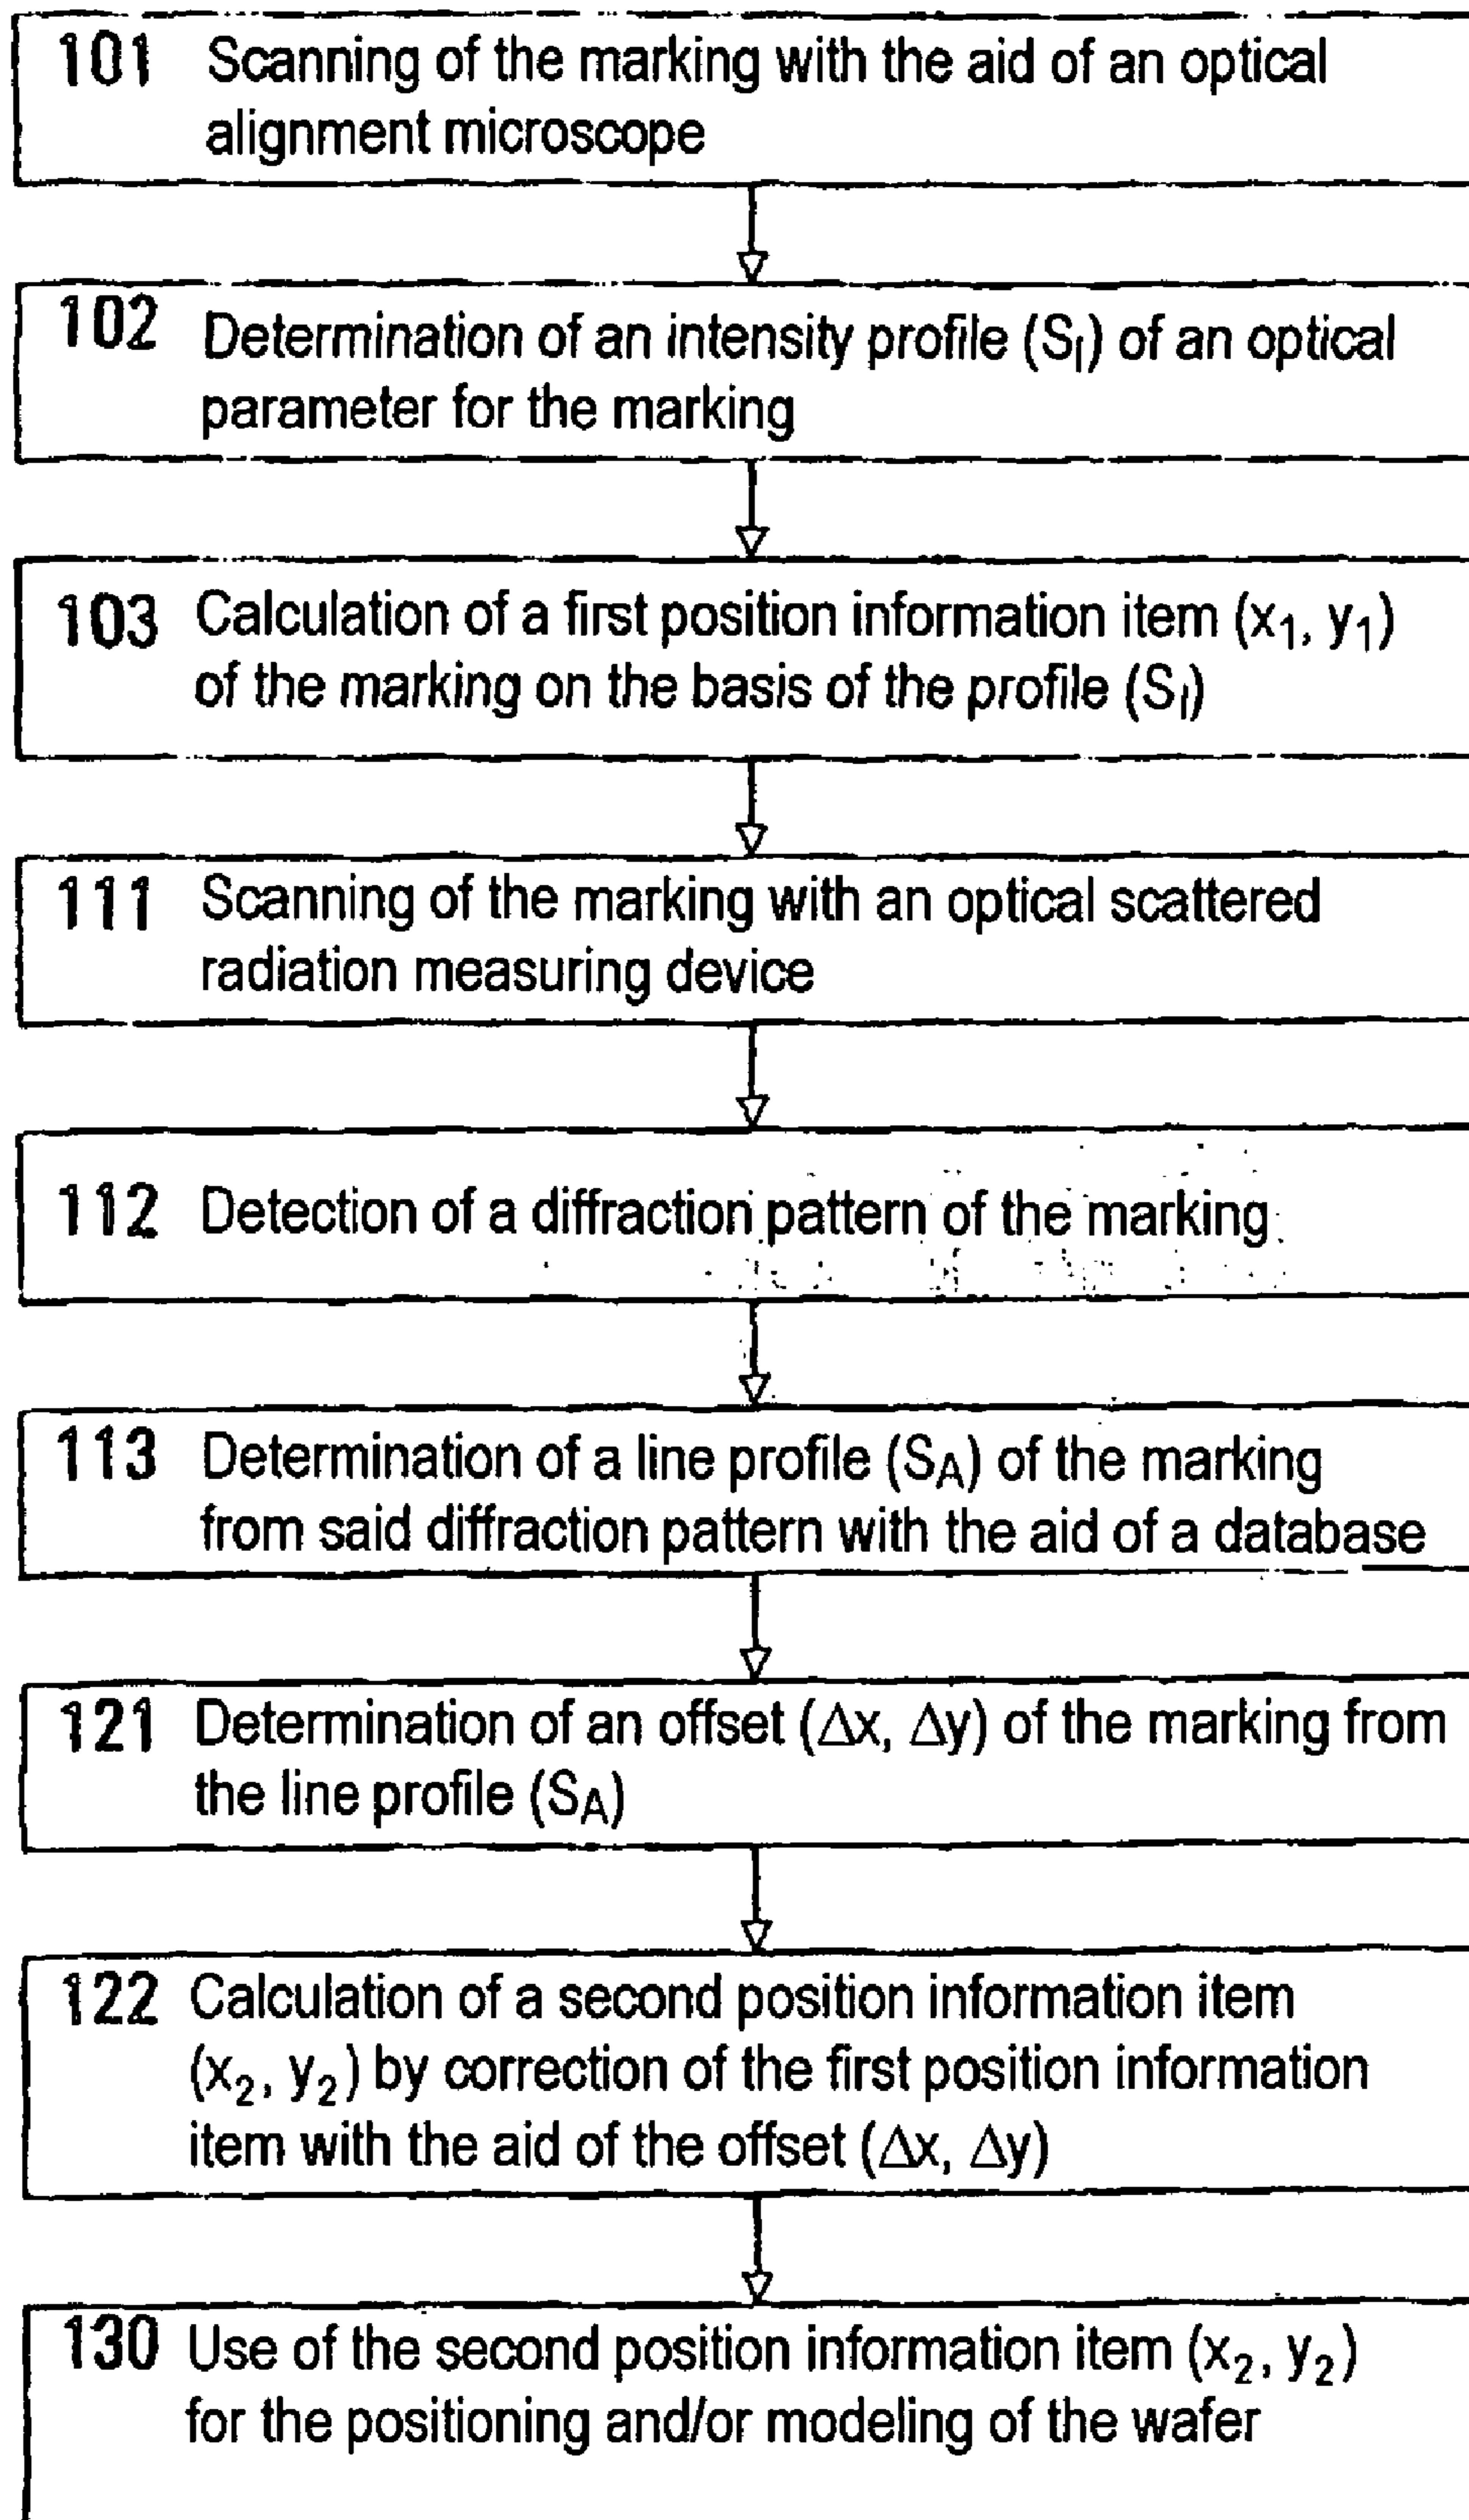 101 Scanning of the marking with the aid of an optical
alignment microscope
102 Determination of an intensity profile (S_I) of an optical
parameter for the marking
103 Calculation of a first position information item (x₁, y₁)
of the marking on the basis of the profile (S_I)
111 Scanning of the marking with an optical scattered
radiation measuring device
112 Detection of a diffraction pattern of the marking
113 Determination of a line profile (S_A) of the marking
from said diffraction pattern with the aid of a database
121 Determination of an offset (Δx, Δy) of the marking from
the line profile (S_A)
122 Calculation of a second position information item
(x₂, y₂) by correction of the first position information
item with the aid of the offset (Δx, Δy)
130 Use of the second position information item (x₂, y₂)
for the positioning and/or modeling of the wafer